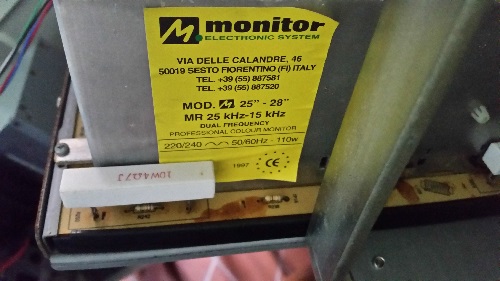 M monitor
ELECTRONIC SYSTEM
VIA DELLE CALANDRE, 46
50019 SESTO FIORENTINO (FI) ITALY
TEL. +39 (55) 887581
TEL. +39 (55) 887520
MOD. M 25" - 28"
MR 25 kHz-15 kHz
DUAL FREQUENCY
PROFESSIONAL COLOUR MONITOR
220/240 50/60Hz - 110w
1997 CE